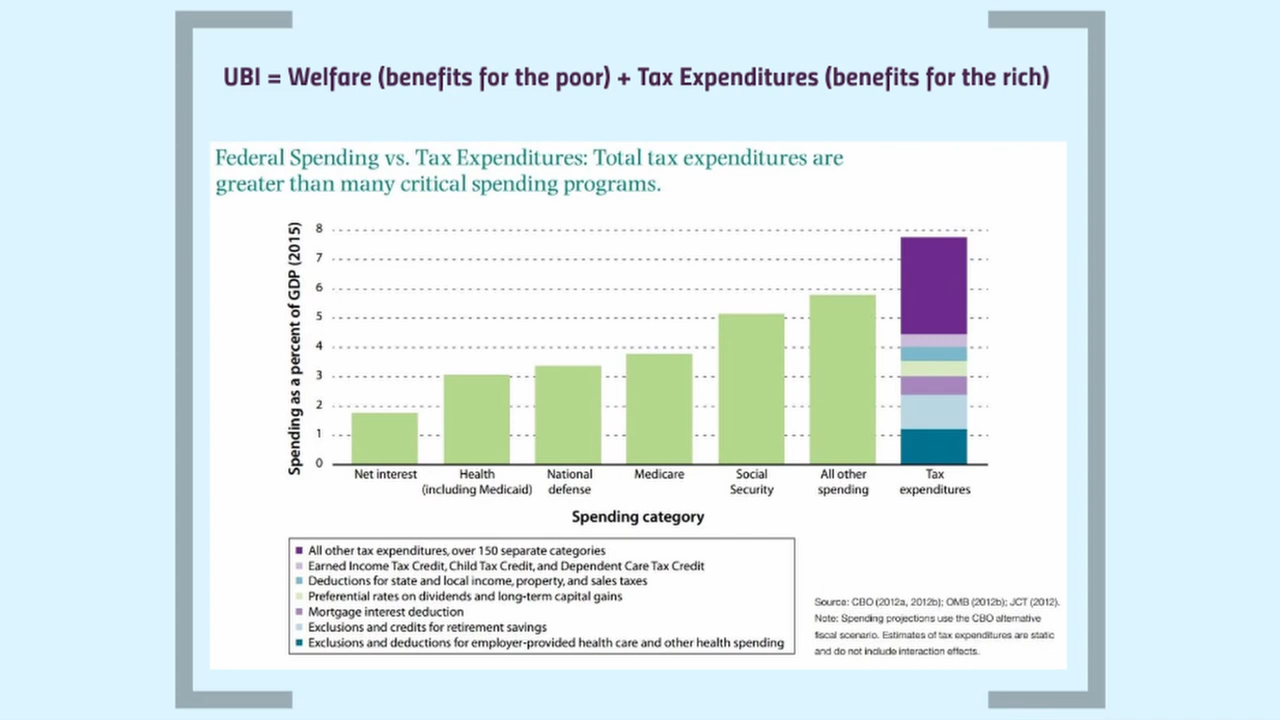 UBI = Welfare (benefits for the poor) + Tax Expenditures (benefits for the rich)
Federal Spending vs. Tax Expenditures: Total tax expenditures are
greater than many critical spending programs.
Spending as a percent of GDP (2015)
8
7
6
5
4
3
2
1
0
Net interest
Health
(including Medicaid)
National
defense
Medicare
Social
Security
All other
spending
Tax
expenditures
Spending category
All other tax expenditures, over 150 separate categories
Earned Income Tax Credit, Child Tax Credit, and Dependent Care Tax Credit
Deductions for state and local income, property, and sales taxes
Preferential rates on dividends and long-term capital gains
Mortgage interest deduction
Exclusions and credits for retirement savings
Exclusions and deductions for employer-provided health care and other health spending
Source: CBO (2012a, 2012b); OMB (2012b); JCT (2012).
Note: Spending projections use the CBO alternative
fiscal scenario. Estimates of tax expenditures are static
and do not include interaction effects.